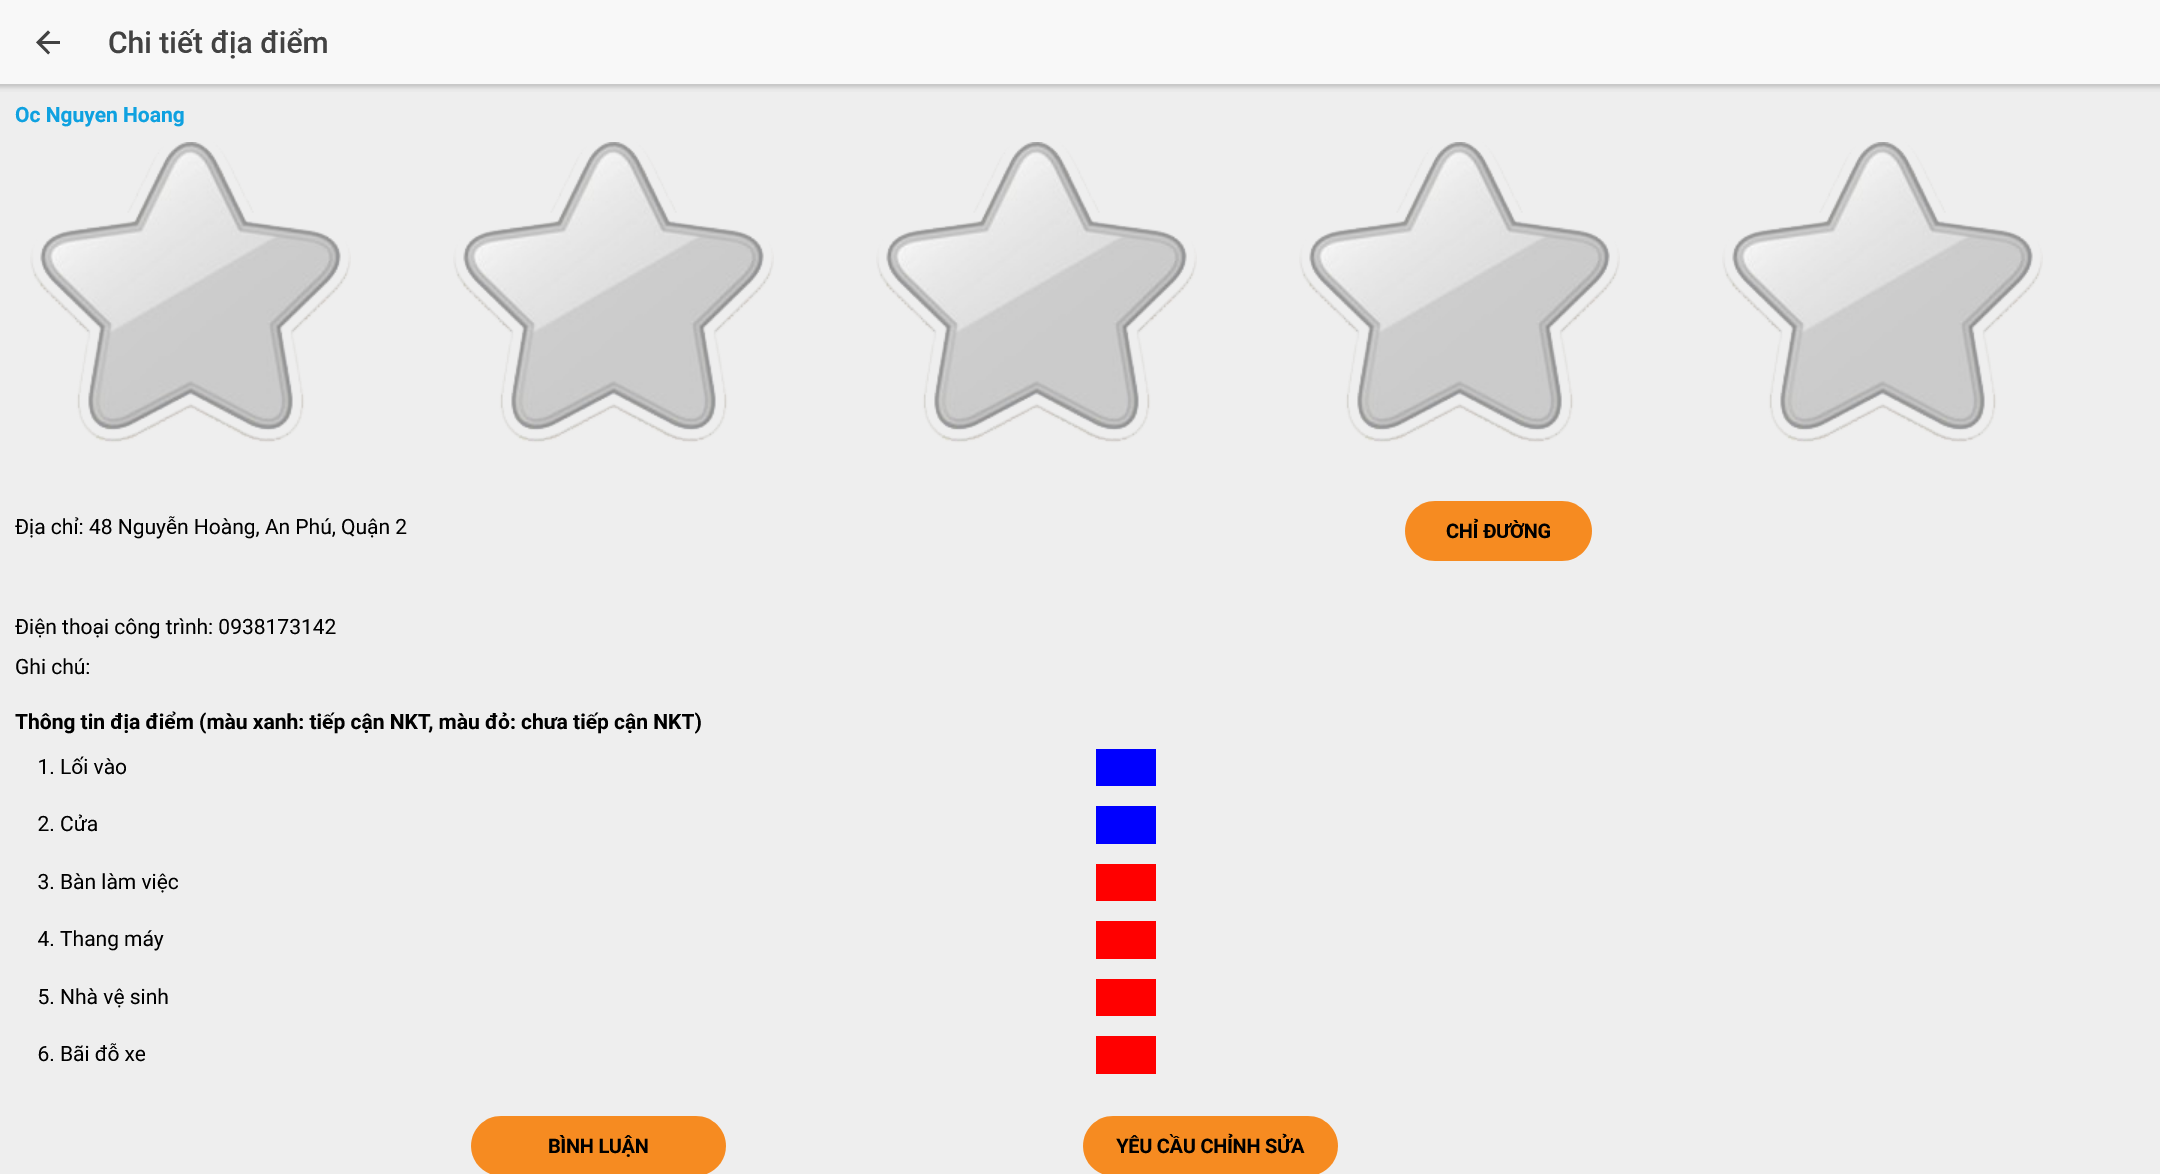 Chi tiết địa điểm
Oc Nguyen Hoang
Địa chỉ: 48 Nguyễn Hoàng, An Phú, Quận 2
CHỈ ĐƯỜNG
Điện thoại công trình: 0938173142
Ghi chú:
Thông tin địa điểm (màu xanh: tiếp cận NKT, màu đỏ: chưa tiếp cận NKT)
1. Lối vào
2. Cửa
3. Bàn làm việc
4. Thang máy
5. Nhà vệ sinh
6. Bãi đỗ xe
BÌNH LUẬN
YÊU CẦU CHỈNH SỬA